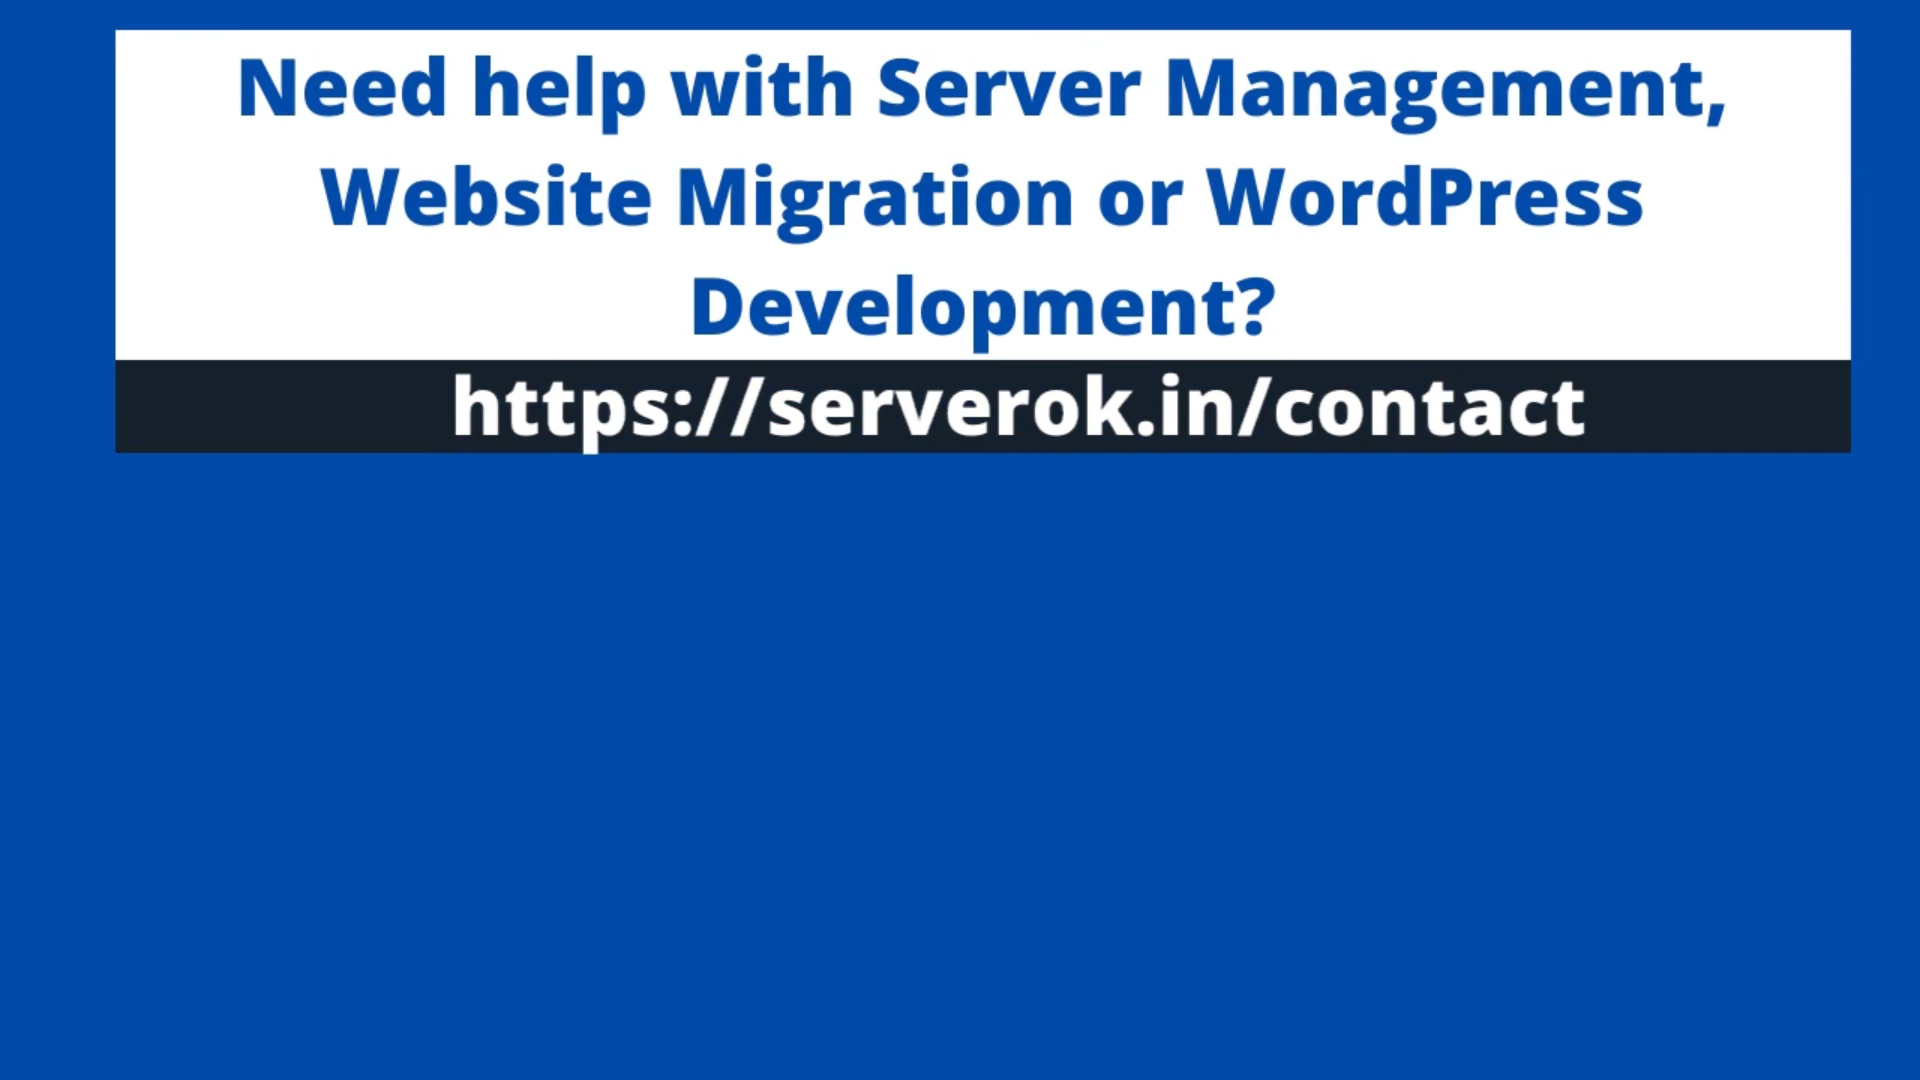 Need help with Server Management,
Website Migration or WordPress
Development?
https://serverok.in/contact